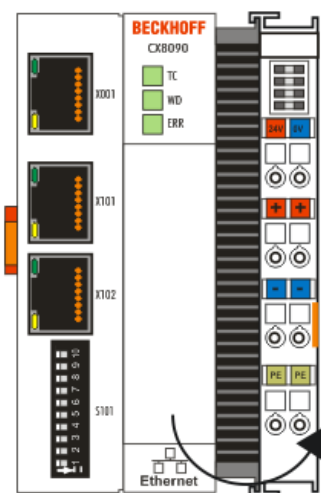 BECKHOFF
CX8090
TC
WD
ERR
X001
X101
X102
S101
1 2 3 4 5 6 7 8 9 10
Ethernet
24V 0V
+ +
- -
PE PE